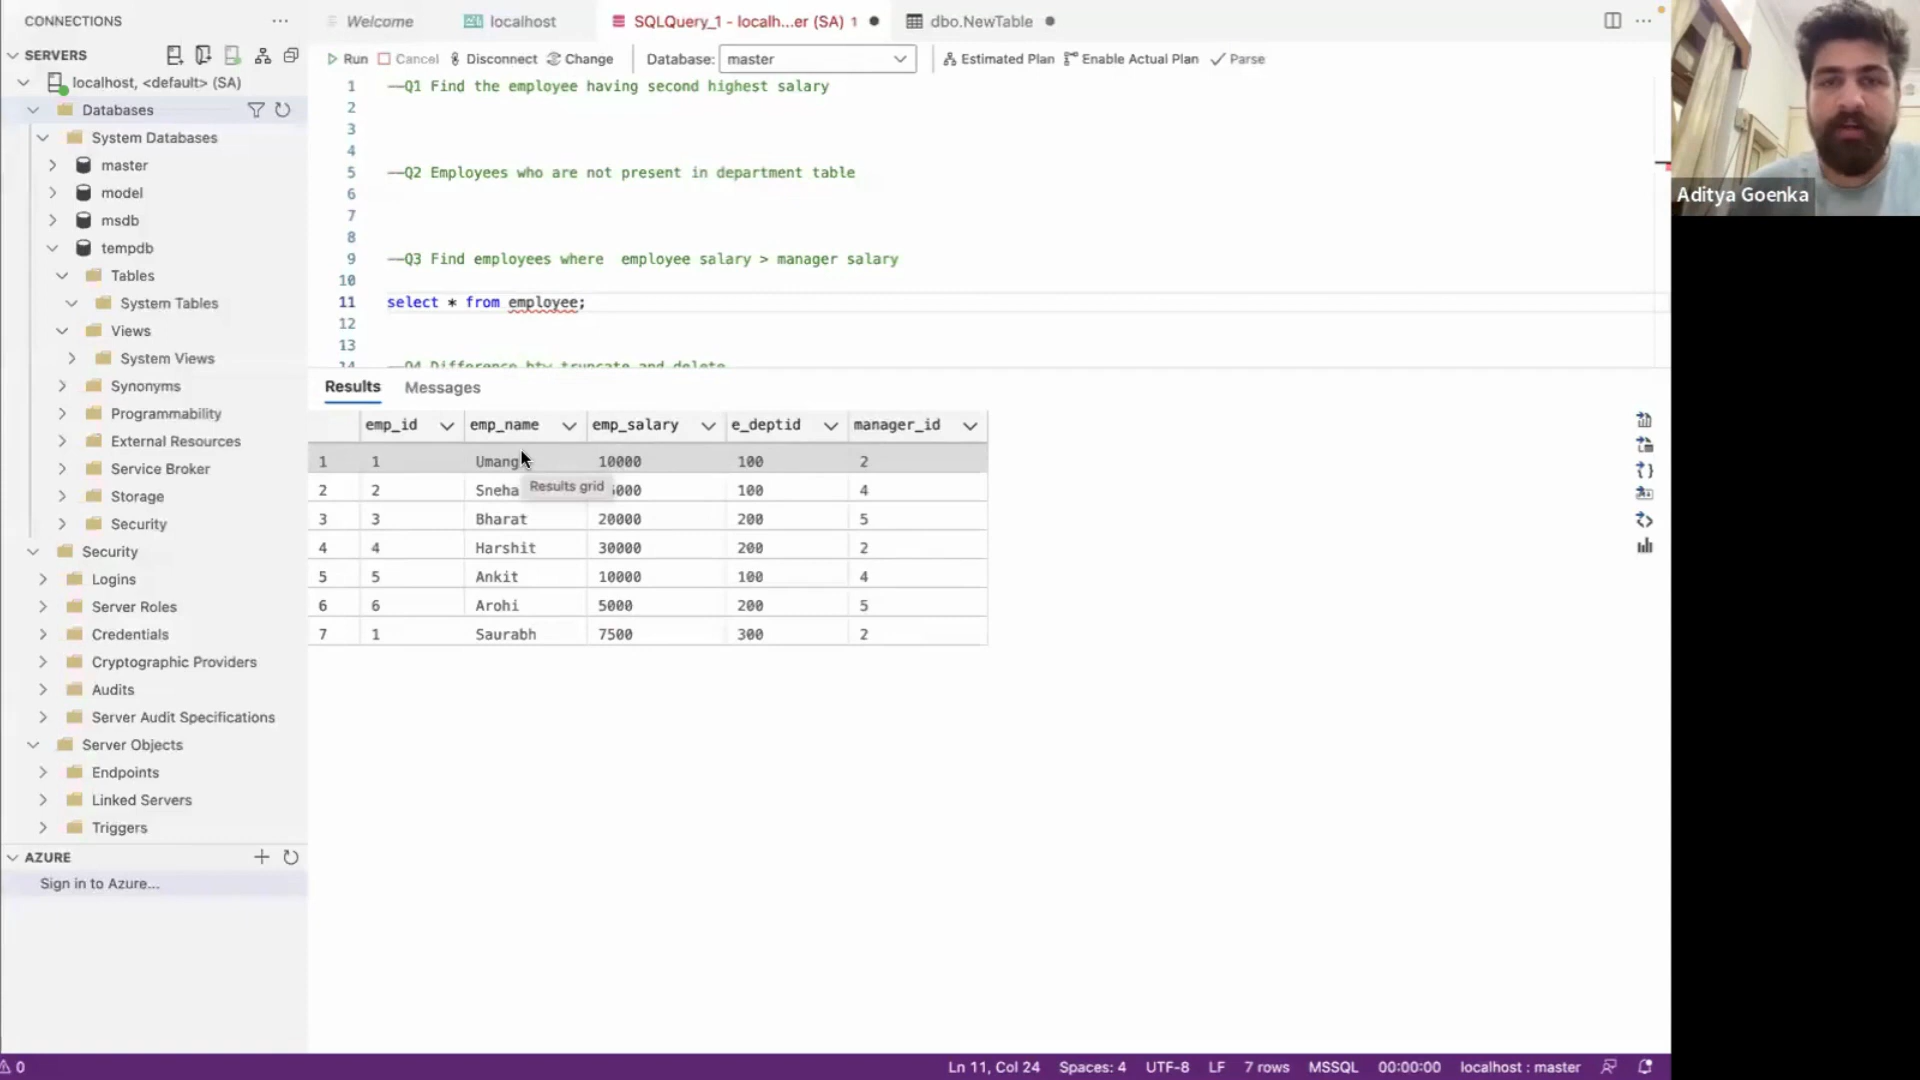 CONNECTIONS
SERVERS
localhost, <default> (SA)
Databases
System Databases
master
model
msdb
tempdb
Tables
System Tables
Views
System Views
Synonyms
Programmability
External Resources
Service Broker
Storage
Security
Security
Logins
Server Roles
Credentials
Cryptographic Providers
Audits
Server Audit Specifications
Server Objects
Endpoints
Linked Servers
Triggers
AZURE
Sign in to Azure...
Welcome localhost SQLQuery_1 - localh...er (SA) 1 dbo.NewTable
Run Cancel Disconnect Change Database: master Estimated Plan Enable Actual Plan Parse
1 --Q1 Find the employee having second highest salary
2
3
4
5 --Q2 Employees who are not present in department table
6
7
8
9 --Q3 Find employees where  employee salary > manager salary
10
11 select * from employee;
12
13
14 --Q4 Difference btw truncate and delete
Results Messages
emp_id emp_name emp_salary e_deptid manager_id
1 1 Umang 10000 100 2
2 2 Sneha 000 100 4
Results grid
3 3 Bharat 20000 200 5
4 4 Harshit 30000 200 2
5 5 Ankit 10000 100 4
6 6 Arohi 5000 200 5
7 1 Saurabh 7500 300 2
Aditya Goenka
0 Ln 11, Col 24 Spaces: 4 UTF-8 LF 7 rows MSSQL 00:00:00 localhost : master